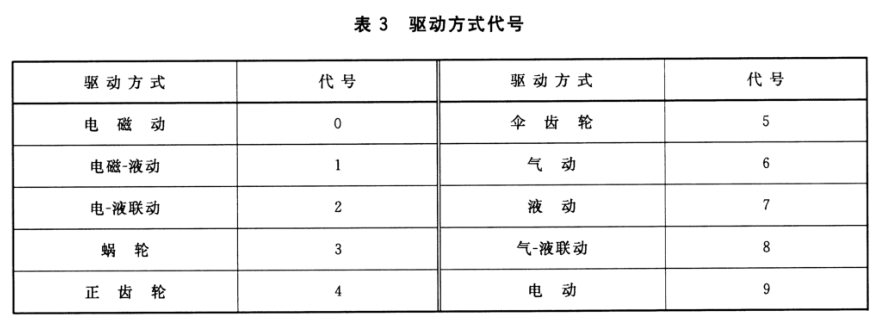 表 3 驱动方式代号
驱动方式 代号 驱动方式 代号
电磁动 0 伞齿轮 5
电磁-液动 1 气动 6
电-液联动 2 液动 7
蜗轮 3 气-液联动 8
正齿轮 4 电动 9